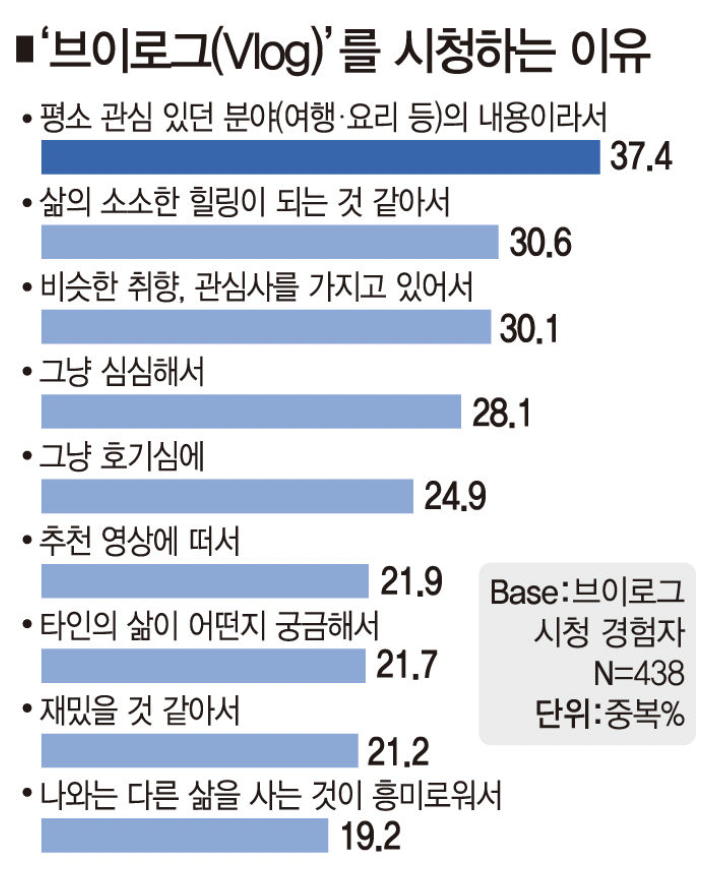 ■ ‘브이로그(Vlog)’를 시청하는 이유
• 평소 관심 있던 분야(여행·요리 등)의 내용이라서
37.4
• 삶의 소소한 힐링이 되는 것 같아서
30.6
• 비슷한 취향, 관심사를 가지고 있어서
30.1
• 그냥 심심해서
28.1
• 그냥 호기심에
24.9
• 추천 영상에 떠서
21.9
• 타인의 삶이 어떤지 궁금해서
21.7
• 재밌을 것 같아서
21.2
• 나와는 다른 삶을 사는 것이 흥미로워서
19.2
Base:브이로그
시청 경험자
N=438
단위:중복%